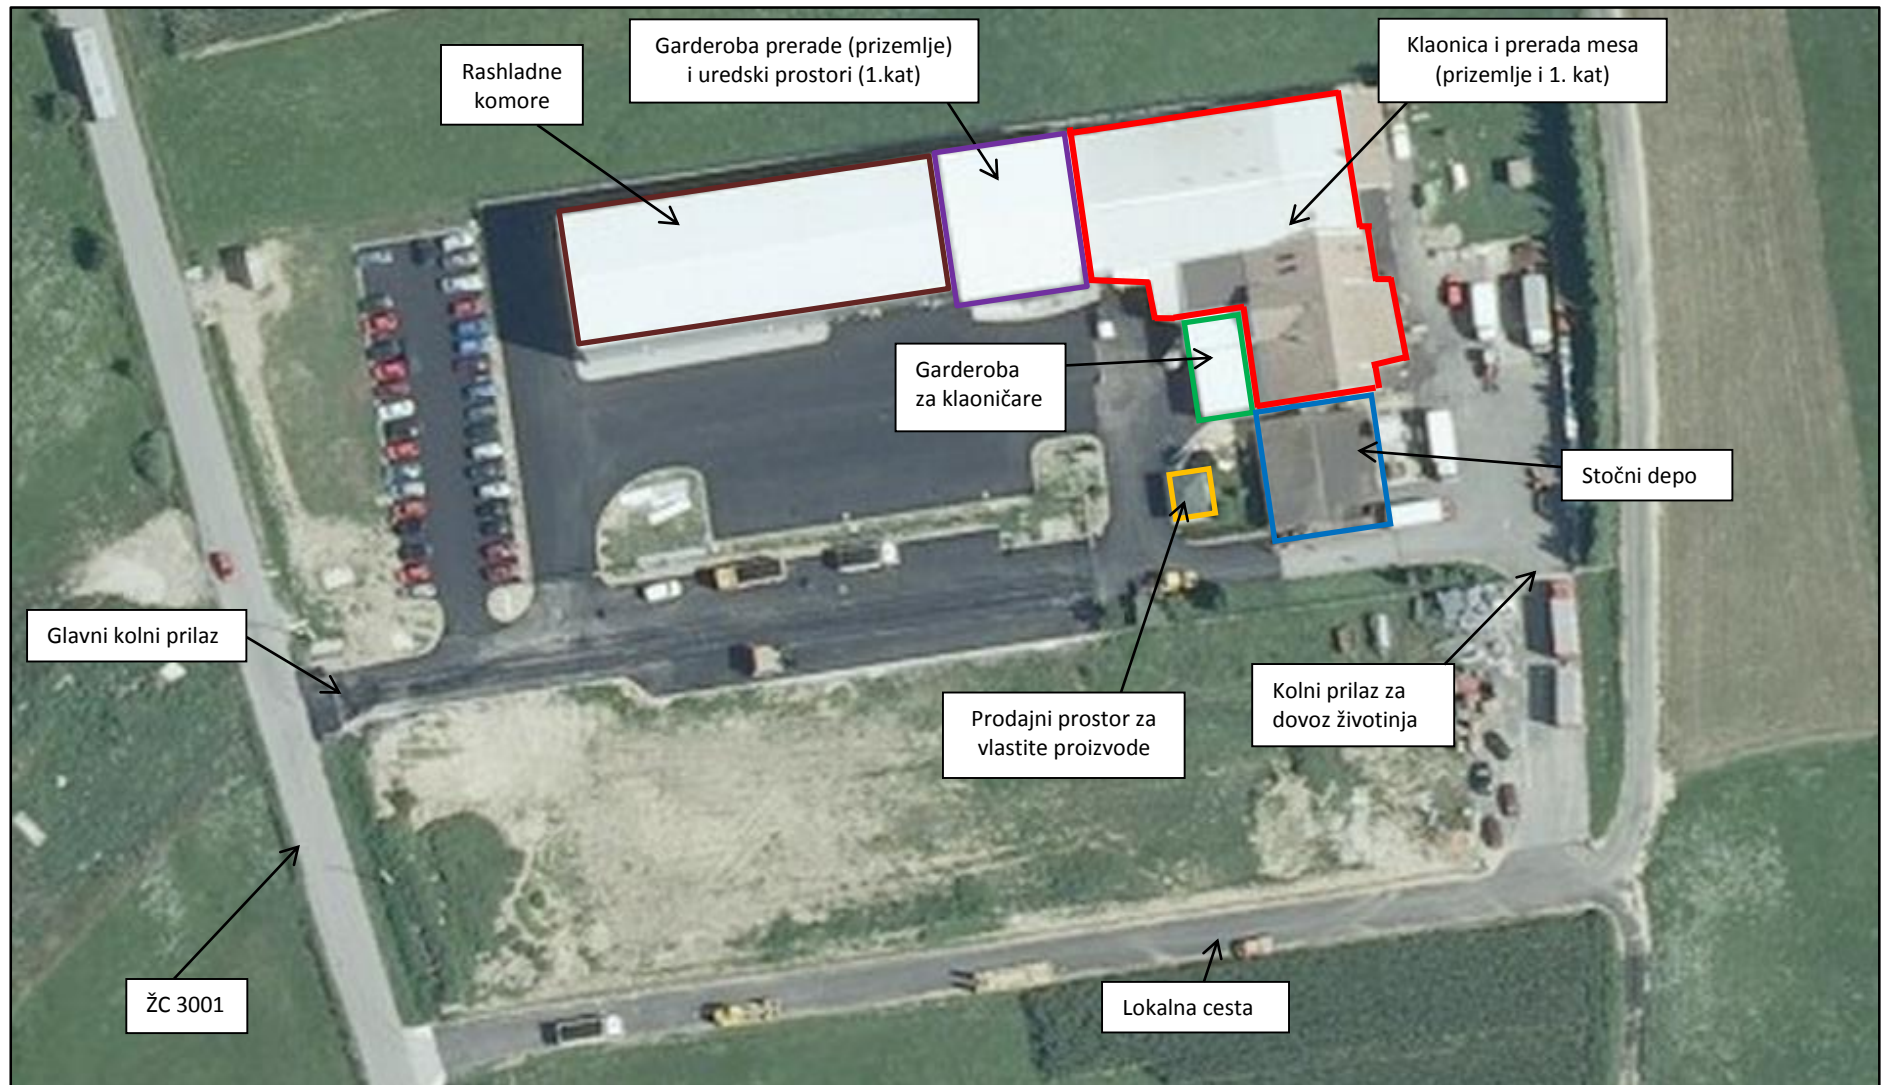 Garderoba prerade (prizemlje)
i uredski prostori (1.kat)
Klaonica i prerada mesa
(prizemlje i 1. kat)
Rashladne
komore
Garderoba
za klaoničare
Stočni depo
Glavni kolni prilaz
Prodajni prostor za
vlastite proizvode
Kolni prilaz za
dovoz životinja
ŽC 3001
Lokalna cesta